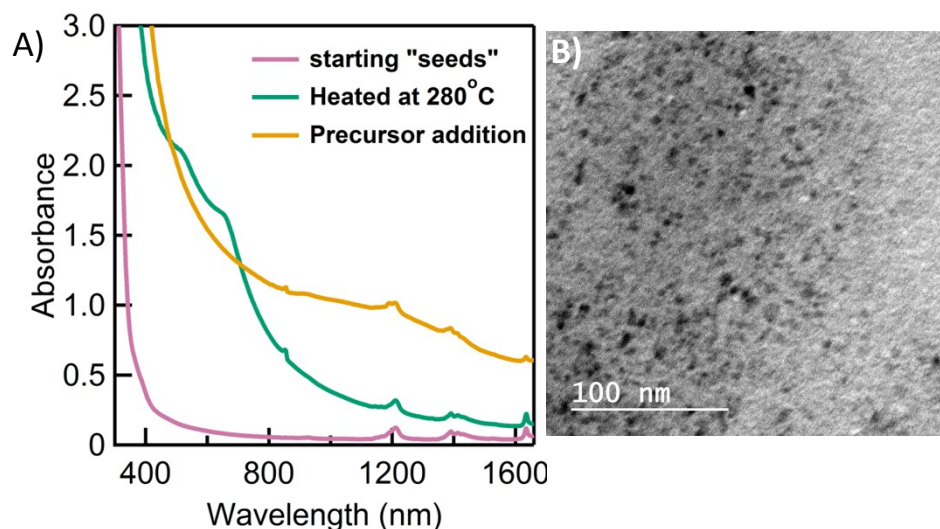 A)
B)
3.0
2.5
2.0
1.5
1.0
0.5
0
Absorbance
starting "seeds"
Heated at 280°C
Precursor addition
400
800
1200
1600
Wavelength (nm)
100 nm